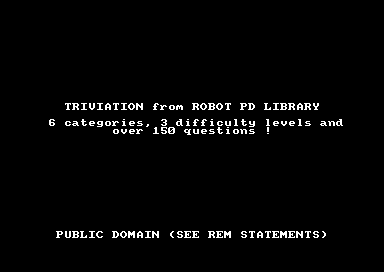 TRIVIATION from ROBOT PD LIBRARY
6 categories, 3 difficulty levels and
over 150 questions !
PUBLIC DOMAIN (SEE REM STATEMENTS)